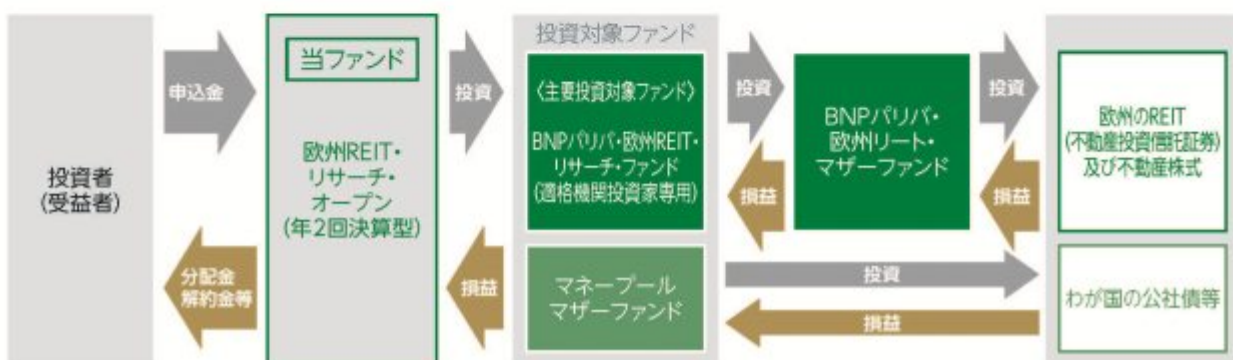 投資者
(受益者)
申込金
分配金
解約金等
当ファンド
欧州REIT・
リサーチ・
オープン
(年2回決算型)
投資
損益
投資対象ファンド
〈主要投資対象ファンド〉
BNPパリバ・欧州REIT・
リサーチ・ファンド
(適格機関投資家専用)
マネープール
マザーファンド
投資
損益
BNPパリバ・
欧州リート・
マザーファンド
投資
損益
投資
損益
欧州のREIT
(不動産投資信託証券)
及び不動産株式
わが国の公社債等